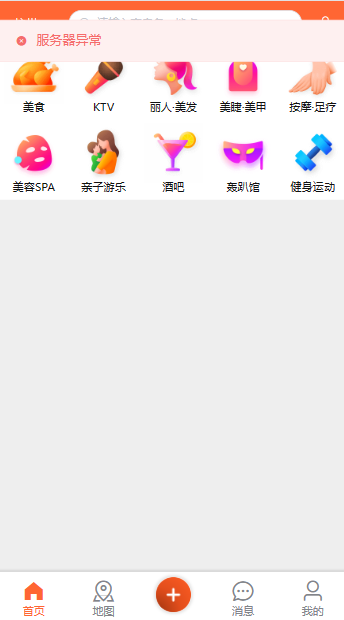 服务器异常
美食
KTV
丽人·美发
美睫·美甲
按摩·足疗
美容SPA
亲子游乐
酒吧
轰趴馆
健身运动
首页
地图
消息
我的